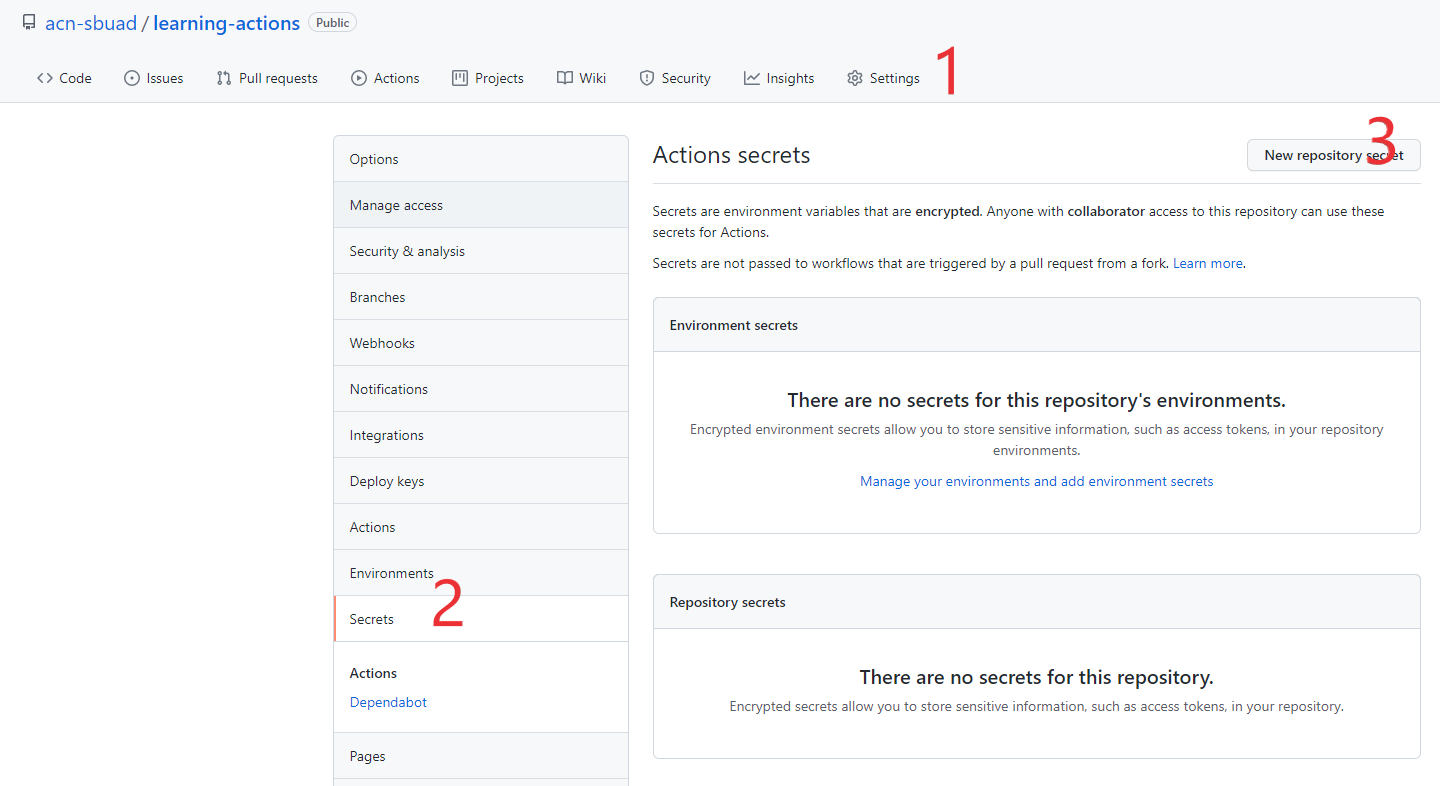 acn-sbuad / learning-actions Public
Code Issues Pull requests Actions Projects Wiki Security Insights Settings 1
Options
Manage access
Security & analysis
Branches
Webhooks
Notifications
Integrations
Deploy keys
Actions
Environments
Secrets 2
Actions
Dependabot
Pages
Actions secrets
New repository secret 3
Secrets are environment variables that are encrypted. Anyone with collaborator access to this repository can use these
secrets for Actions.
Secrets are not passed to workflows that are triggered by a pull request from a fork. Learn more.
Environment secrets
There are no secrets for this repository's environments.
Encrypted environment secrets allow you to store sensitive information, such as access tokens, in your repository
environments.
Manage your environments and add environment secrets
Repository secrets
There are no secrets for this repository.
Encrypted secrets allow you to store sensitive information, such as access tokens, in your repository.